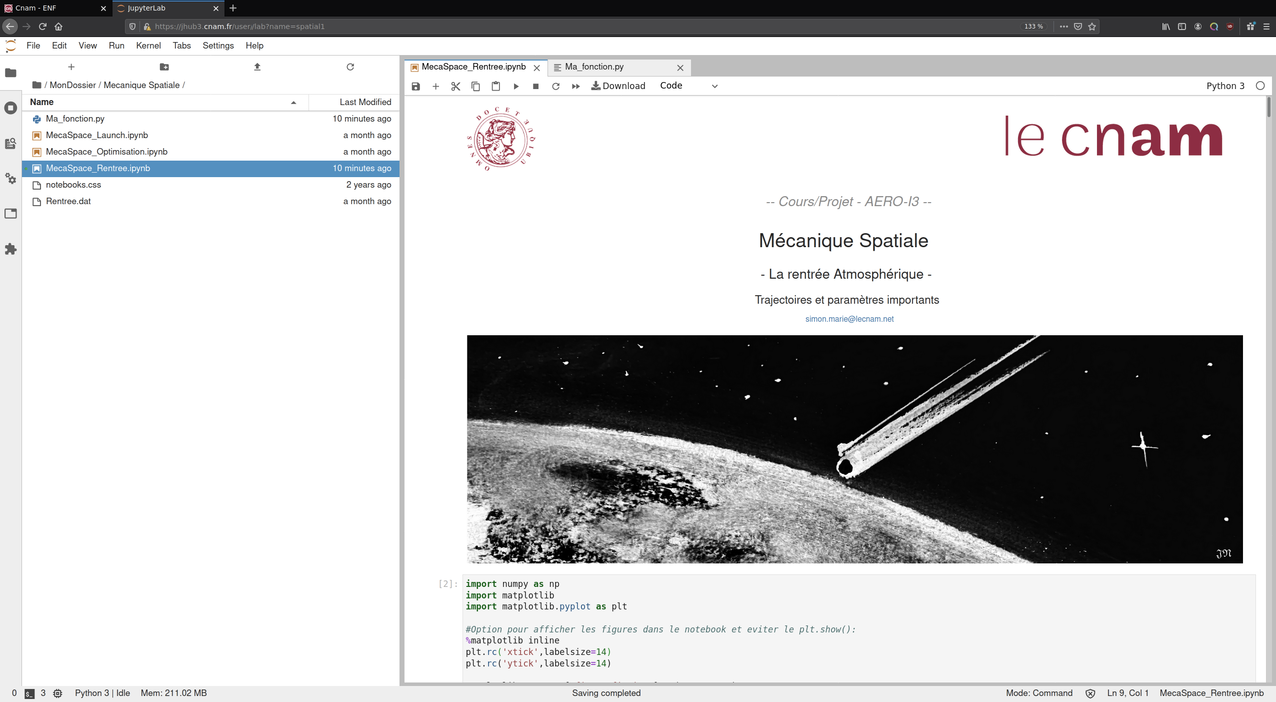 Cnam - ENF
JupyterLab
https://jhub3.cnam.fr/user/lab?name=spatial1
133 %
File Edit View Run Kernel Tabs Settings Help
/ MonDossier / Mecanique Spatiale /
Name Last Modified
Ma_fonction.py 10 minutes ago
MecaSpace_Launch.ipynb a month ago
MecaSpace_Optimisation.ipynb a month ago
MecaSpace_Rentree.ipynb 10 minutes ago
notebooks.css 2 years ago
Rentree.dat a month ago
MecaSpace_Rentree.ipynb
Ma_fonction.py
Download Code Python 3
OMNES DOCET UBIQUE
le cnam
-- Cours/Projet - AERO-I3 --
Mécanique Spatiale
- La rentrée Atmosphérique -
Trajectoires et paramètres importants
simon.marie@lecnam.net
[2]:
import numpy as np
import matplotlib
import matplotlib.pyplot as plt
#Option pour afficher les figures dans le notebook et eviter le plt.show():
%matplotlib inline
plt.rc('xtick',labelsize=14)
plt.rc('ytick',labelsize=14)
0 3 Python 3 | Idle Mem: 211.02 MB Saving completed Mode: Command Ln 9, Col 1 MecaSpace_Rentree.ipynb